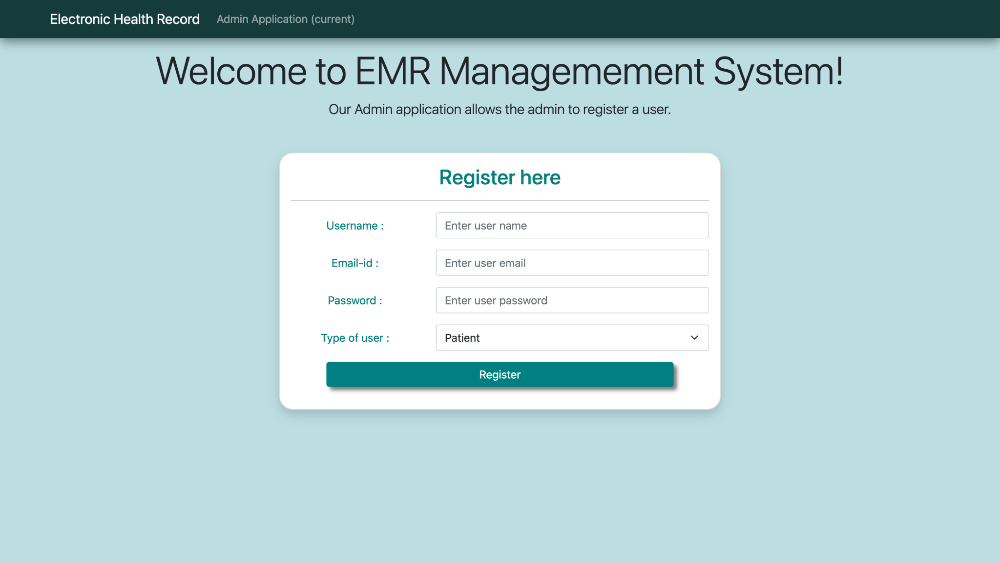 Electronic Health Record Admin Application (current)
Welcome to EMR Managemement System!
Our Admin application allows the admin to register a user.
Register here
Username : Enter user name
Email-id : Enter user email
Password : Enter user password
Type of user : Patient
Register